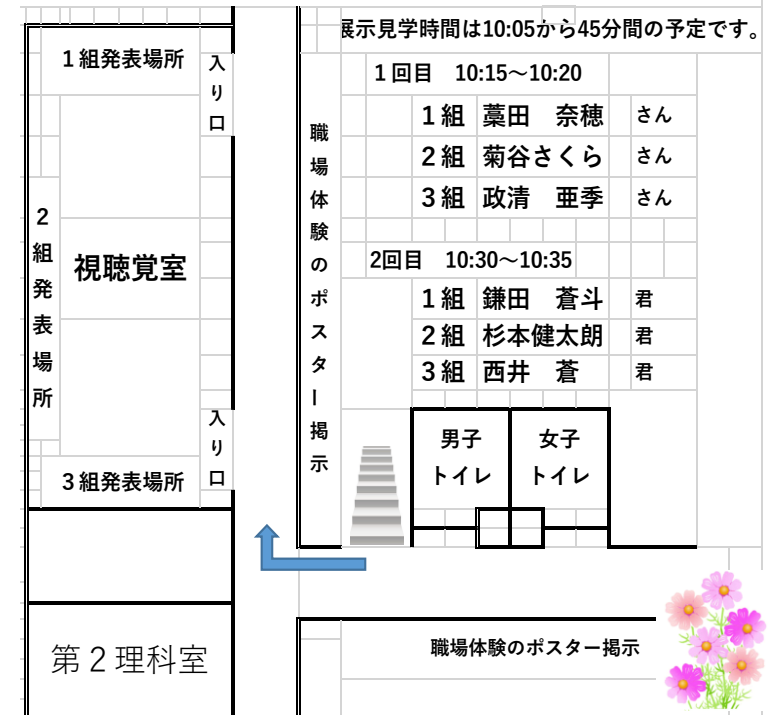 展示見学時間は10:05から45分間の予定です。
1組発表場所
入り口
2組発表場所
視聴覚室
入り口
3組発表場所
職場体験のポスター掲示
1回目　10:15～10:20
1組　藁田　奈穂　さん
2組　菊谷さくら　さん
3組　政清　亜季　さん
2回目　10:30～10:35
1組　鎌田　蒼斗　君
2組　杉本健太朗　君
3組　西井　蒼　君
男子
トイレ
女子
トイレ
第２理科室
職場体験のポスター掲示